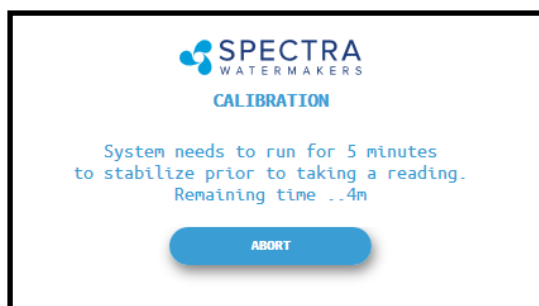 SPECTRA
WATERMAKERS
CALIBRATION
System needs to run for 5 minutes
to stabilize prior to taking a reading.
Remaining time ..4m
ABORT